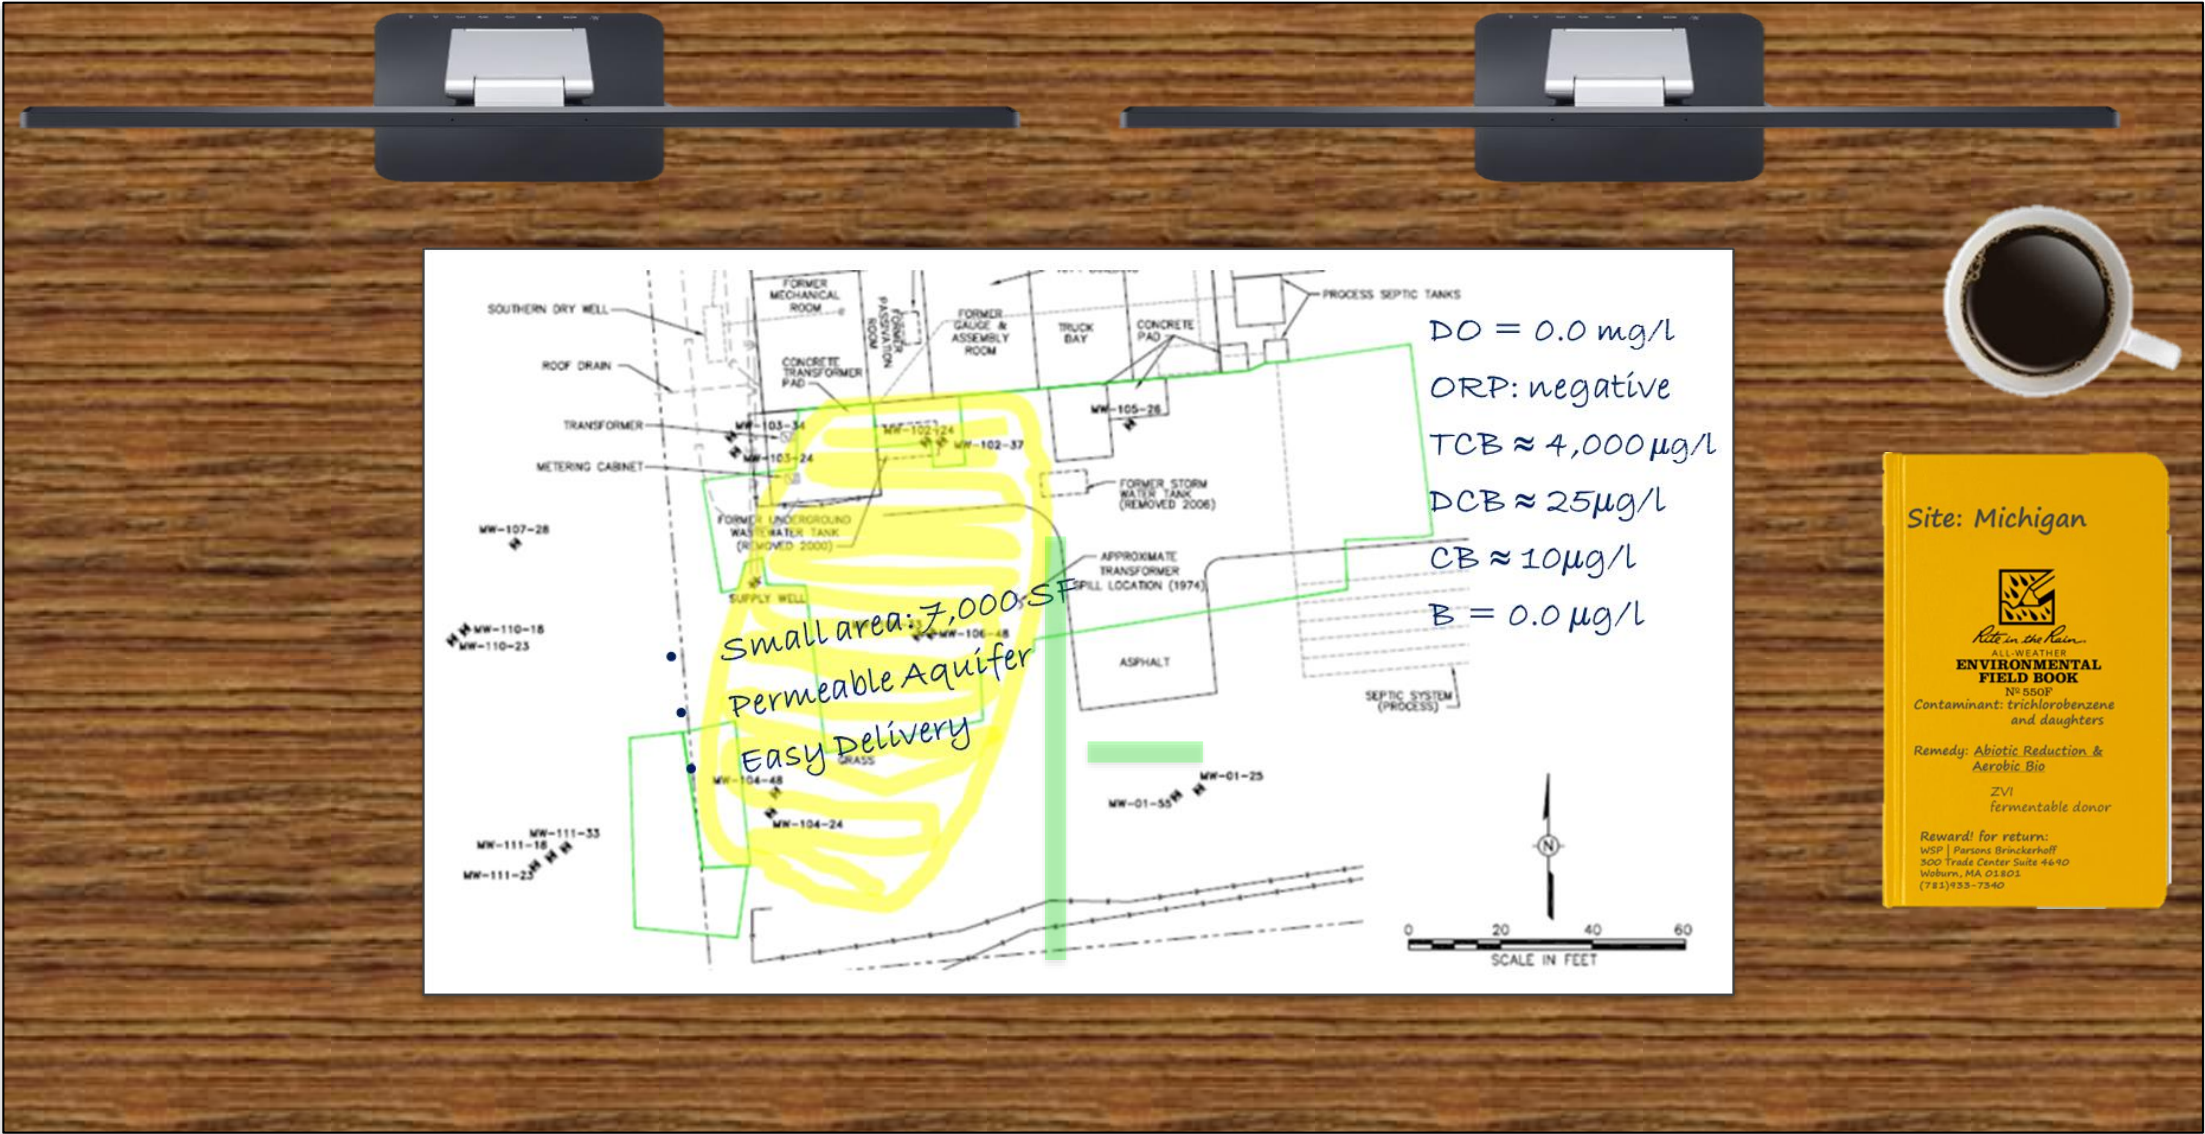 FORMER
MECHANICAL
ROOM
SOUTHERN DRY WELL
FORMER
PASSIVATION
ROOM
FORMER
GAUGE &
ASSEMBLY
ROOM
TRUCK
BAY
CONCRETE
PAD
PROCESS SEPTIC TANKS
ROOF DRAIN
CONCRETE
TRANSFORMER
PAD
TRANSFORMER
MW-103-34
MW-102-24
MW-102-37
MW-105-26
METERING CABINET
MW-103-24
FORMER STORM
WATER TANK
(REMOVED 2006)
FORMER UNDERGROUND
WASTEWATER TANK
(REMOVED 2000)
MW-107-28
APPROXIMATE
TRANSFORMER
SPILL LOCATION (1974)
SUPPLY WELL
MW-110-18
MW-110-23
MW-106-48
ASPHALT
SEPTIC SYSTEM
(PROCESS)
GRASS
MW-104-48
MW-104-24
MW-01-25
MW-01-55
MW-111-33
MW-111-18
MW-111-23
N
0 20 40 60
SCALE IN FEET
• Small area: 7,000 SF
• Permeable Aquifer
• Easy Delivery
DO = 0.0 mg/l
ORP: negative
TCB ≈ 4,000 µg/l
DCB ≈ 25µg/l
CB ≈ 10µg/l
B = 0.0 µg/l
Site: Michigan
Rite in the Rain
ALL-WEATHER
ENVIRONMENTAL
FIELD BOOK
Nº 550F
Contaminant: trichlorobenzene
and daughters
Remedy: Abiotic Reduction &
Aerobic Bio
ZVI
fermentable donor
Reward! for return:
WSP | Parsons Brinckerhoff
300 Trade Center Suite 4690
Woburn, MA 01801
(781)933-7340